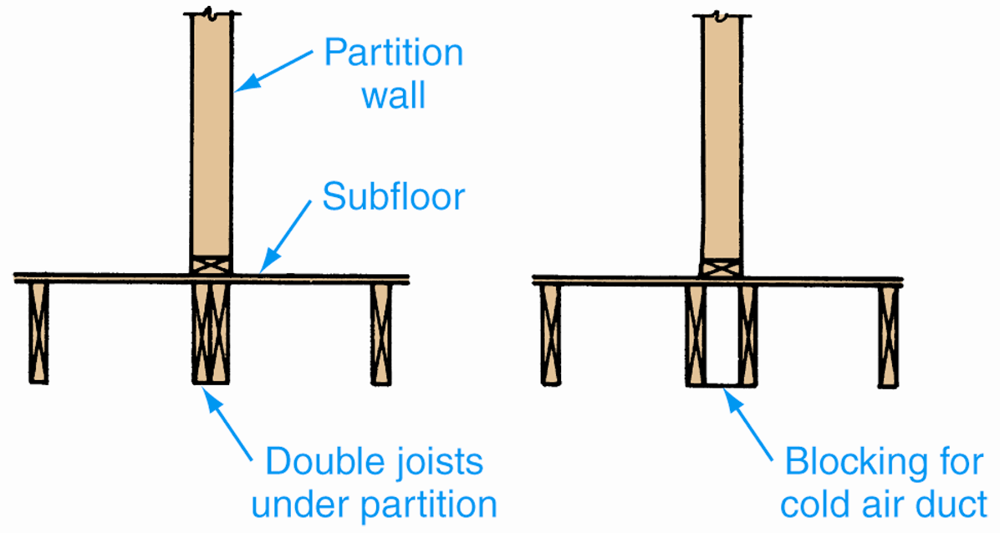 Partition
wall
Subfloor
Double joists
under partition
Blocking for
cold air duct